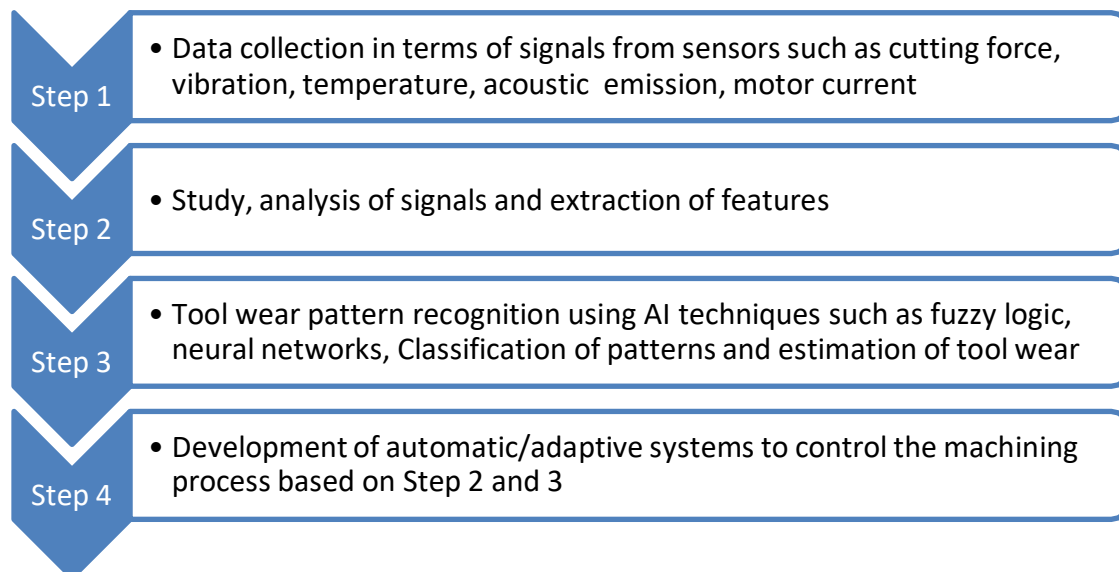 Step 1
• Data collection in terms of signals from sensors such as cutting force,
vibration, temperature, acoustic  emission, motor current
Step 2
• Study, analysis of signals and extraction of features
Step 3
• Tool wear pattern recognition using AI techniques such as fuzzy logic,
neural networks, Classification of patterns and estimation of tool wear
Step 4
• Development of automatic/adaptive systems to control the machining
process based on Step 2 and 3